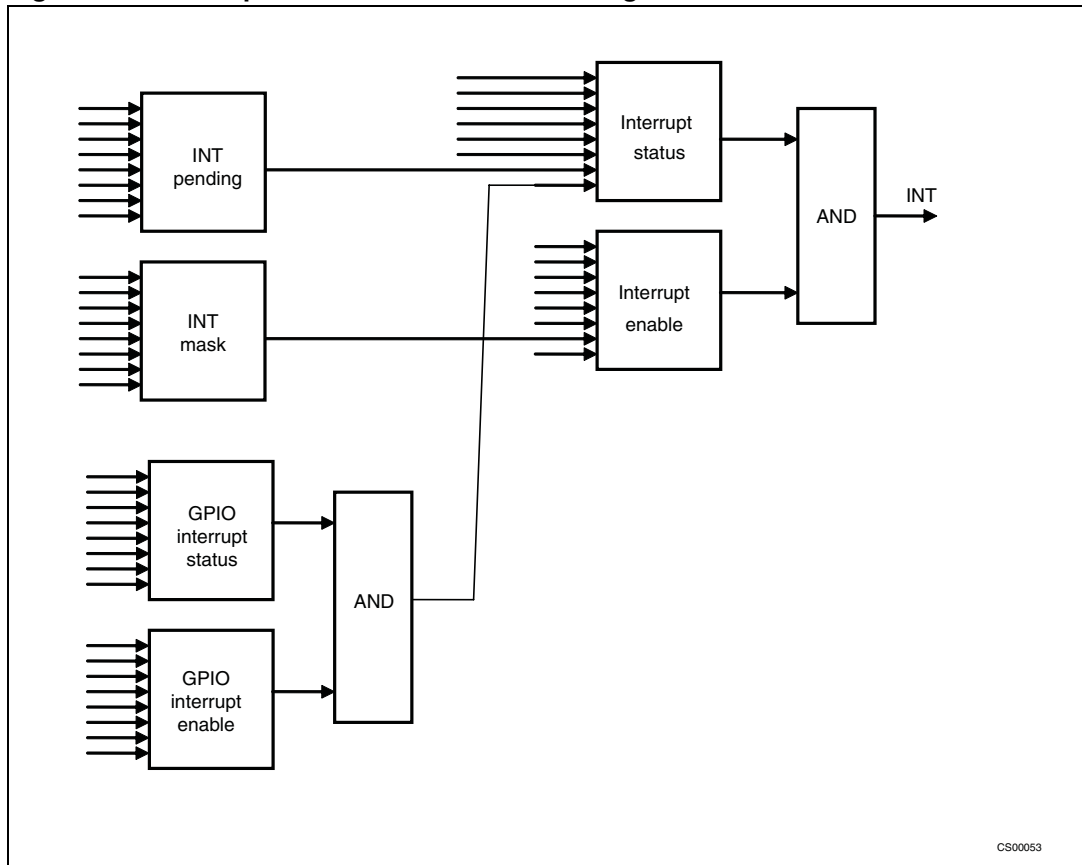 INT
pending
Interrupt
status
AND
INT
INT
mask
Interrupt
enable
GPIO
interrupt
status
AND
GPIO
interrupt
enable
CS00053